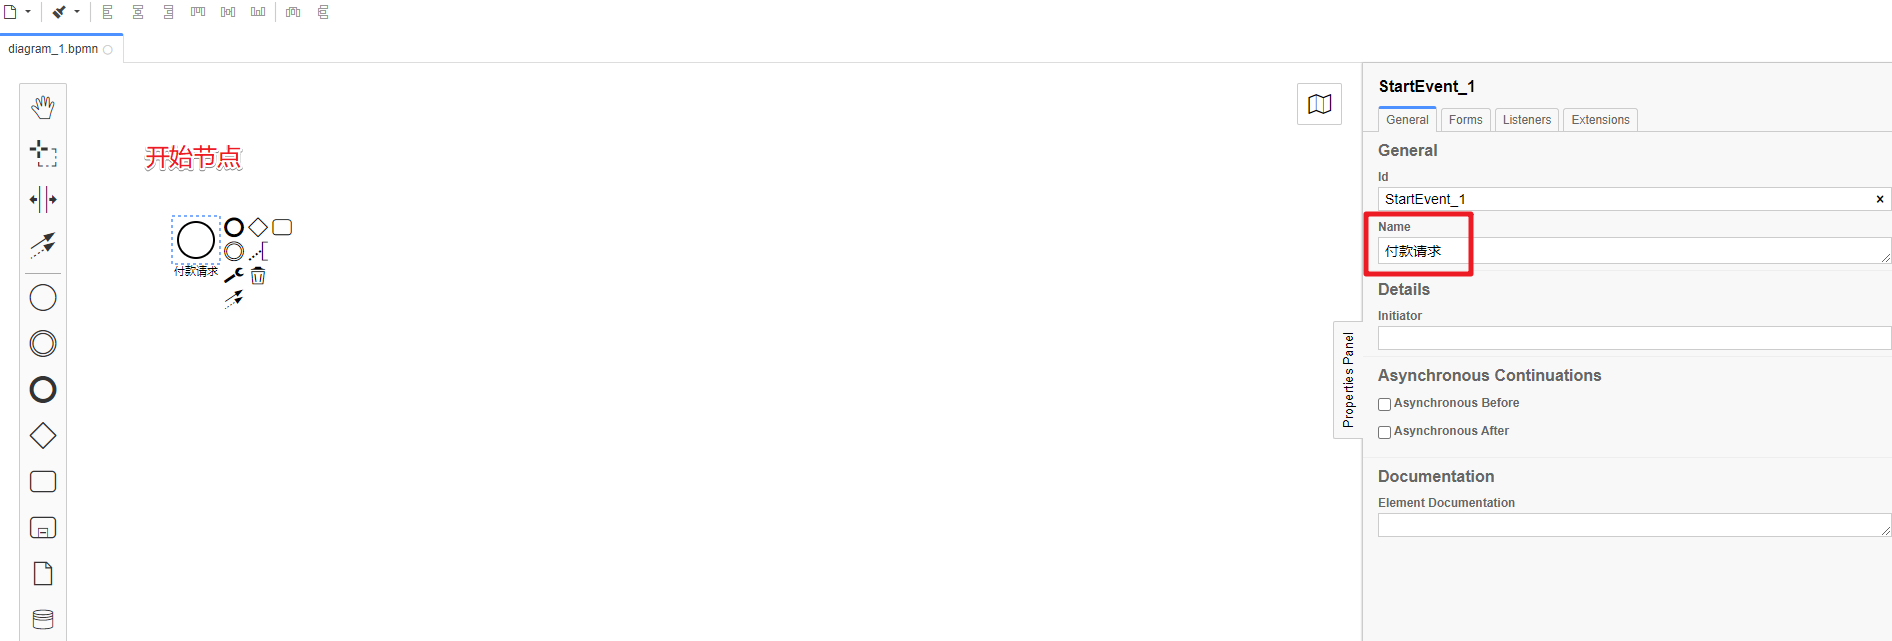 diagram_1.bpmn
开始节点
付款请求
StartEvent_1
General Forms Listeners Extensions
General
Id
StartEvent_1
Name
付款请求
Details
Initiator
Properties Panel
Asynchronous Continuations
Asynchronous Before
Asynchronous After
Documentation
Element Documentation